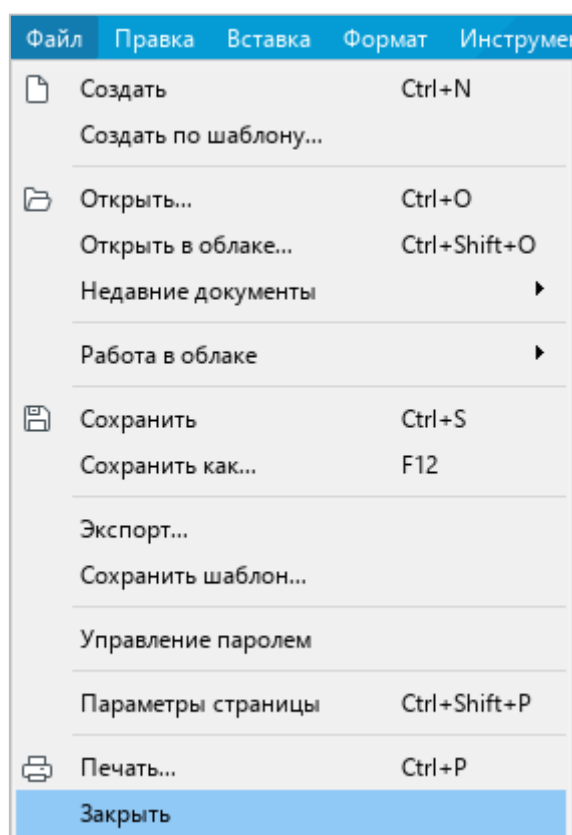 Файл Правка Вставка Формат Инструме
Создать Ctrl+N
Создать по шаблону...
Открыть... Ctrl+O
Открыть в облаке... Ctrl+Shift+O
Недавние документы
Работа в облаке
Сохранить Ctrl+S
Сохранить как... F12
Экспорт...
Сохранить шаблон...
Управление паролем
Параметры страницы Ctrl+Shift+P
Печать... Ctrl+P
Закрыть